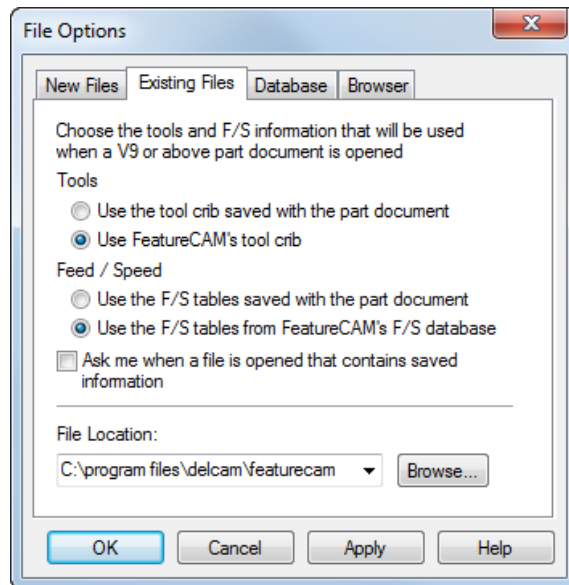 File Options
New Files Existing Files Database Browser
Choose the tools and F/S information that will be used
when a V9 or above part document is opened
Tools
Use the tool crib saved with the part document
Use FeatureCAM's tool crib
Feed / Speed
Use the F/S tables saved with the part document
Use the F/S tables from FeatureCAM's F/S database
Ask me when a file is opened that contains saved
information
File Location:
C:\program files\delcam\featurecam Browse...
OK Cancel Apply Help